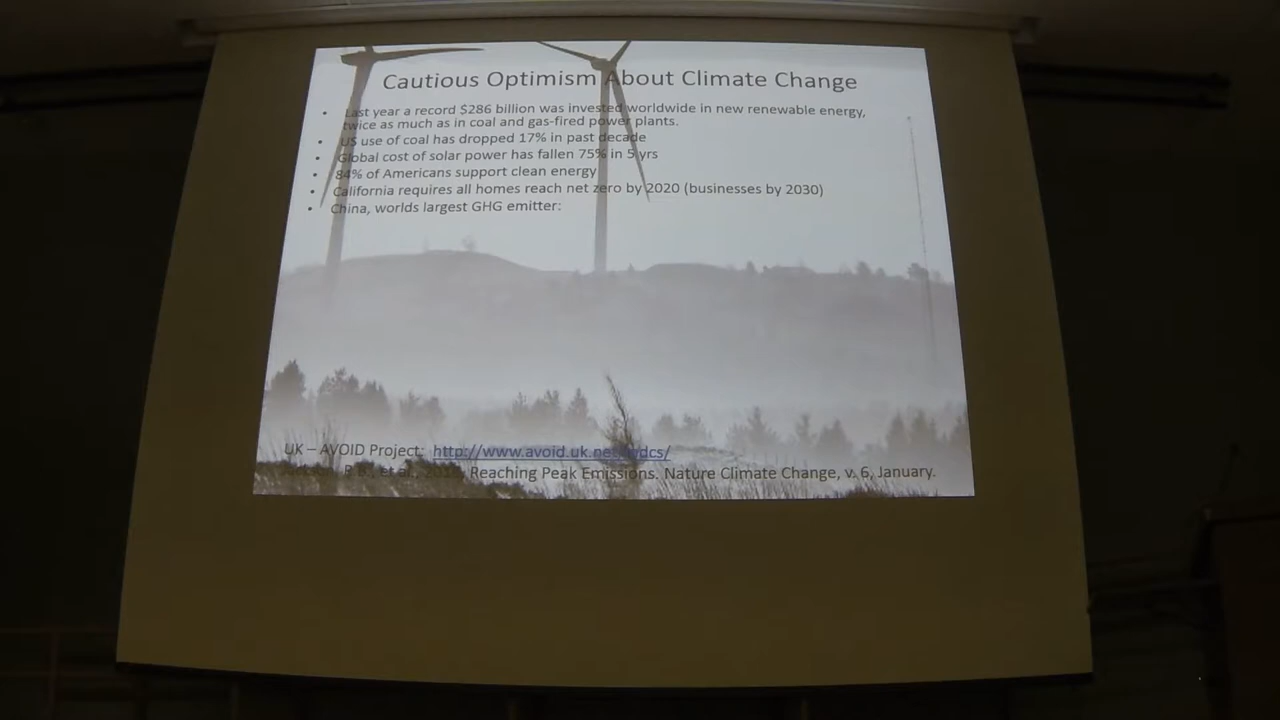 Cautious Optimism About Climate Change
• Last year a record $286 billion was invested worldwide in new renewable energy,
twice as much as in coal and gas-fired power plants.
• US use of coal has dropped 17% in past decade
• Global cost of solar power has fallen 75% in 5 yrs
• 84% of Americans support clean energy
• California requires all homes reach net zero by 2020 (businesses by 2030)
• China, worlds largest GHG emitter:
UK – AVOID Project: http://www.avoid.uk.net/indcs/
et al. Reaching Peak Emissions. Nature Climate Change, v. 6, January.